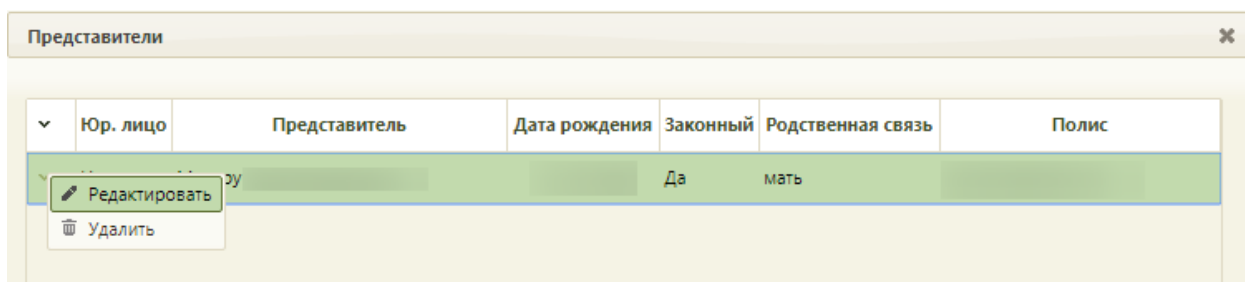 Представители
Юр. лицо Представитель Дата рождения Законный Родственная связь Полис
Да мать
Редактировать
Удалить